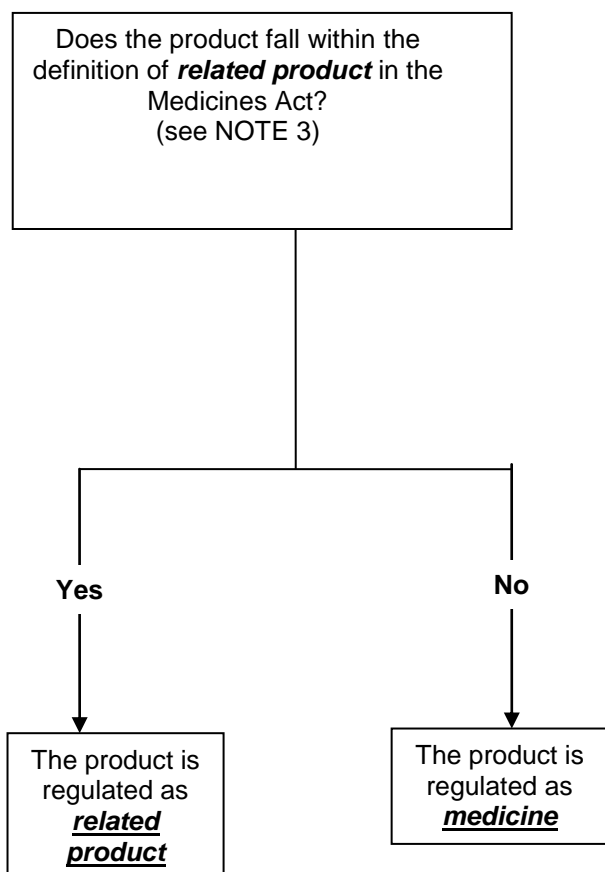 Does the product fall within the
definition of related product in the
Medicines Act?
(see NOTE 3)
Yes
No
The product is
regulated as
related
product
The product is
regulated as
medicine